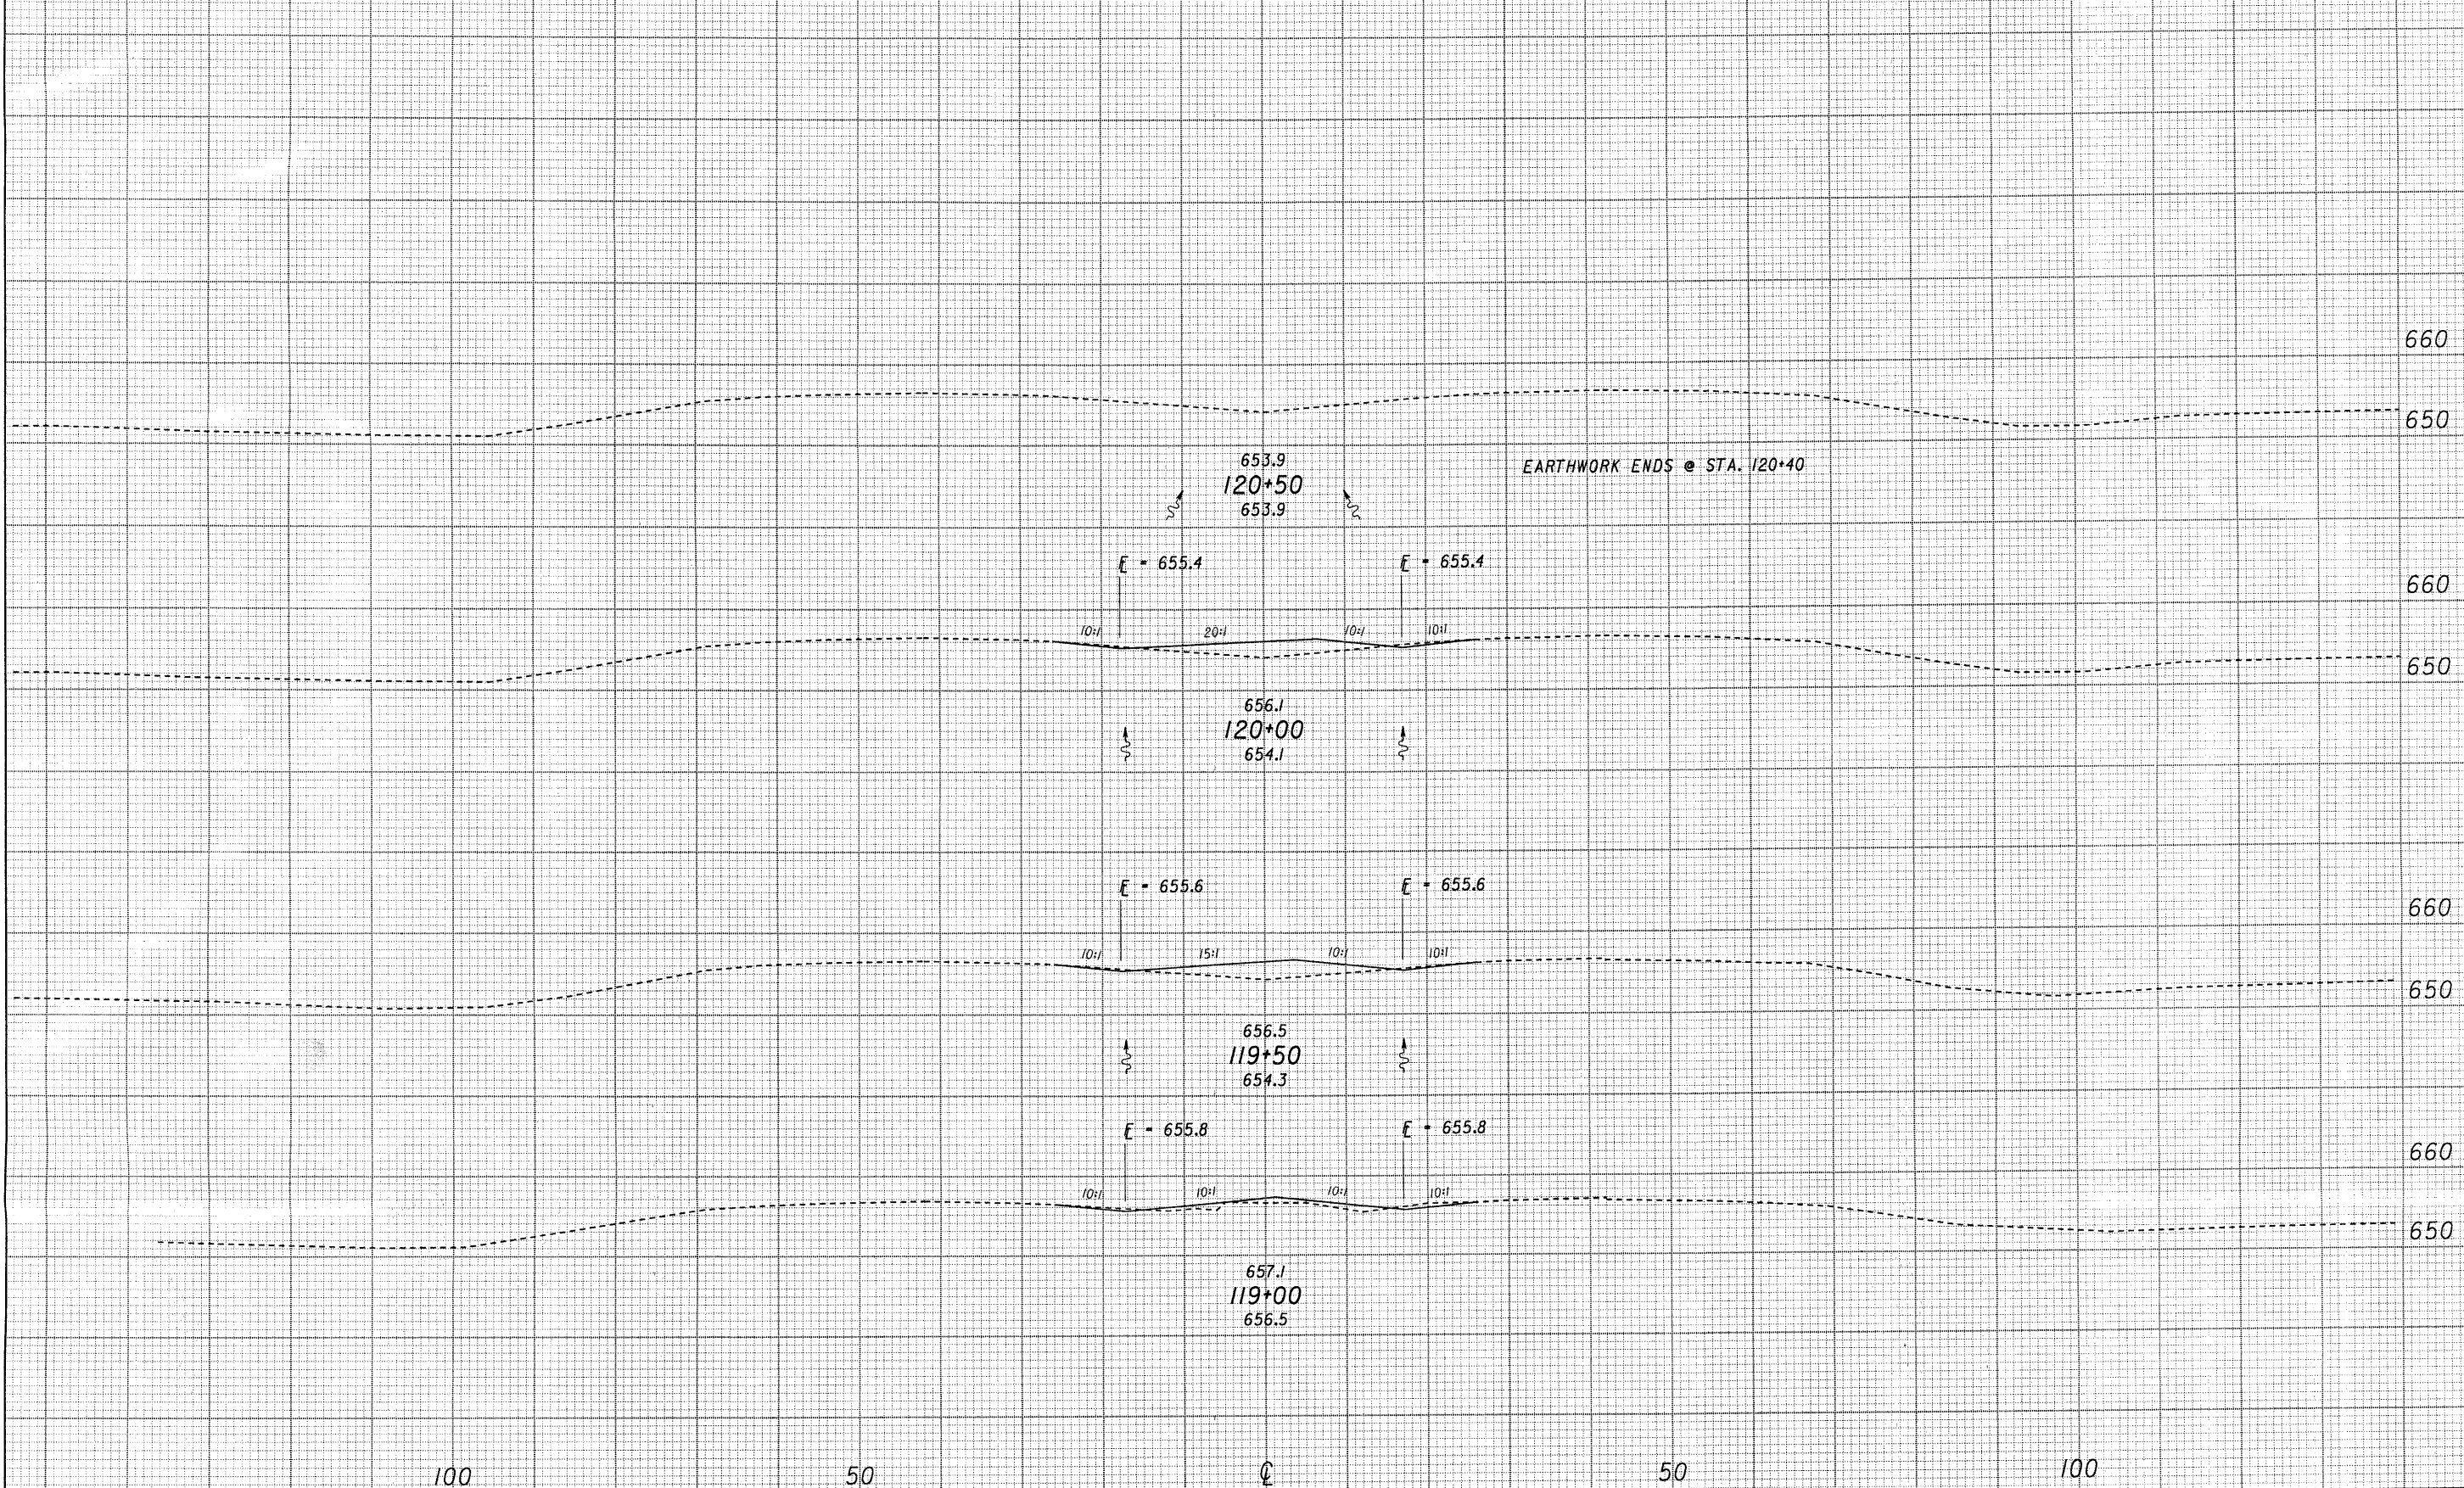 660
650
653.9
120+50
653.9
EARTHWORK ENDS @ STA. 120+40
E = 655.4
E = 655.4
660
10:1 20:1 10:1 10:1
650
656.1
120+00
654.1
E = 655.6
E = 655.6
660
10:1 15:1 10:1 10:1
650
656.5
119+50
654.3
E = 655.8
E = 655.8
660
10:1 10:1 10:1 10:1
650
657.1
119+00
656.5
100 50 ℄ 50 100